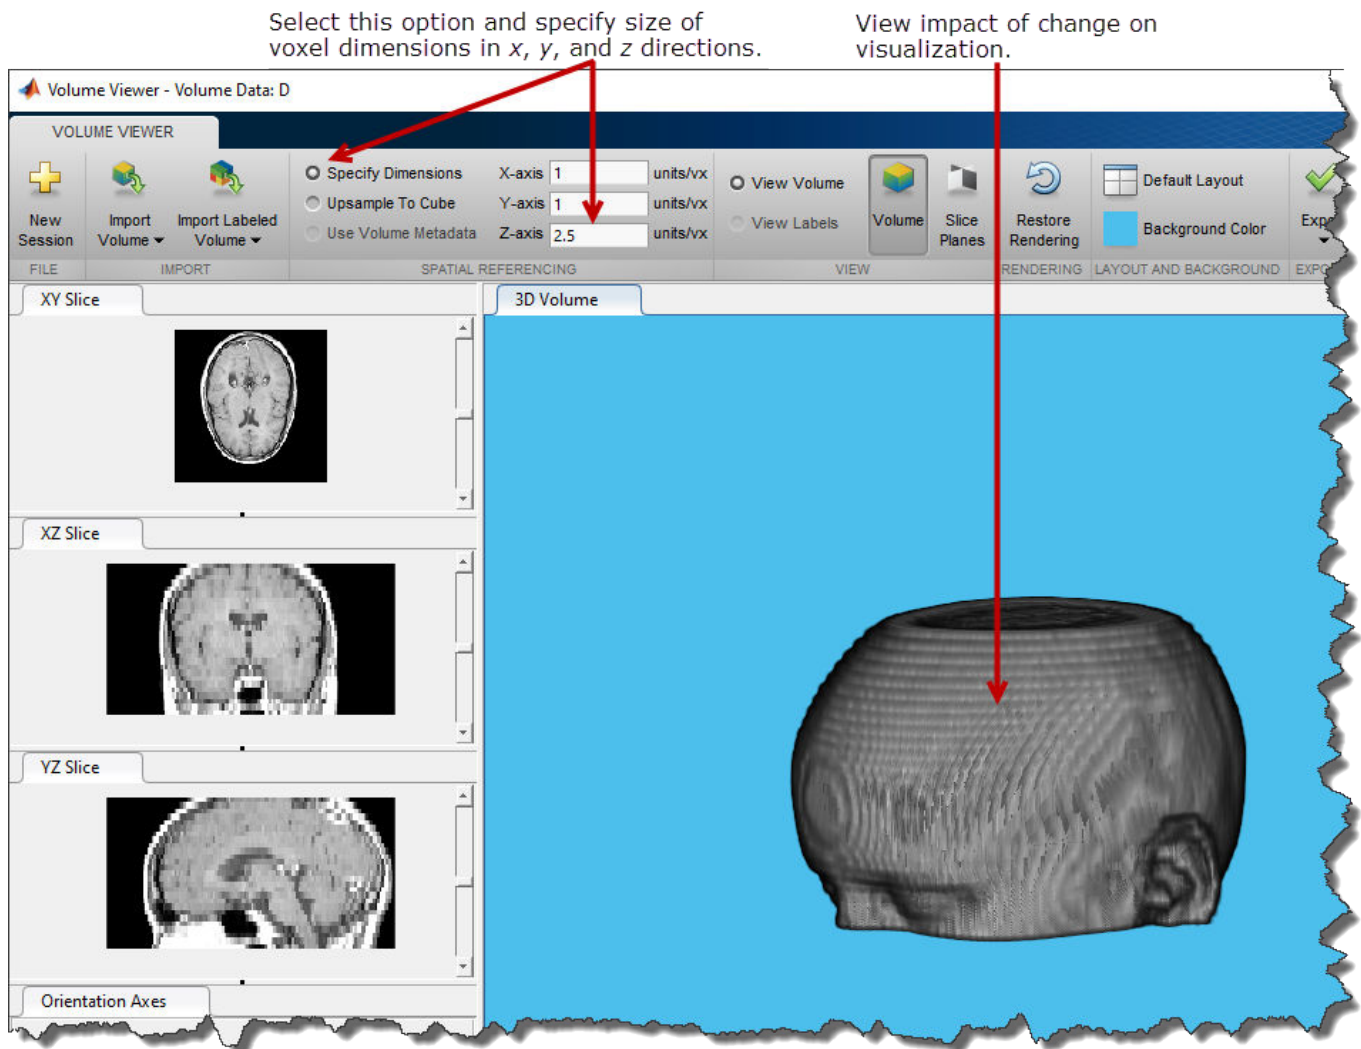 Select this option and specify size of
voxel dimensions in x, y, and z directions.
View impact of change on
visualization.
Volume Viewer - Volume Data: D
VOLUME VIEWER
New
Session
Import
Volume
Import Labeled
Volume
Specify Dimensions
Upsample To Cube
Use Volume Metadata
X-axis 1 units/vx
Y-axis 1 units/vx
Z-axis 2.5 units/vx
View Volume
View Labels
Volume
Slice
Planes
Restore
Rendering
Default Layout
Background Color
Expo
FILE
IMPORT
SPATIAL REFERENCING
VIEW
RENDERING
LAYOUT AND BACKGROUND
EXPO
XY Slice
3D Volume
XZ Slice
YZ Slice
Orientation Axes